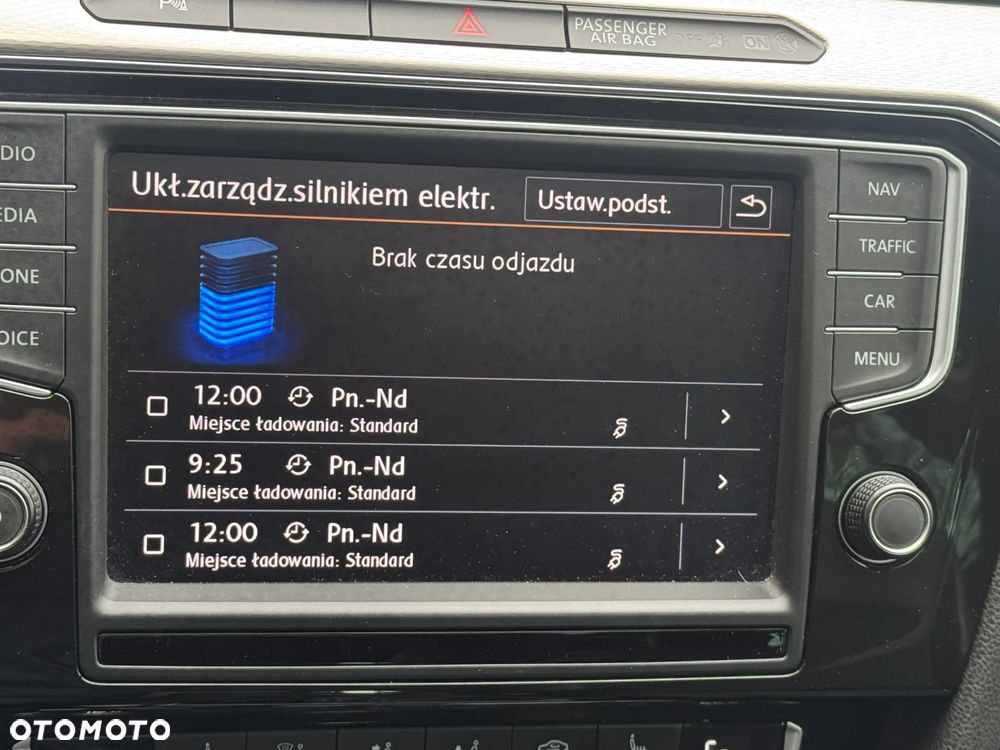 PASSENGER
AIR BAG OFF ON
DIO
EDIA
ONE
OICE
Ukł.zarządz.silnikiem elektr. Ustaw.podst.
Brak czasu odjazdu
12:00 Pn.-Nd
Miejsce ładowania: Standard
9:25 Pn.-Nd
Miejsce ładowania: Standard
12:00 Pn.-Nd
Miejsce ładowania: Standard
NAV
TRAFFIC
CAR
MENU
OTOMOTO